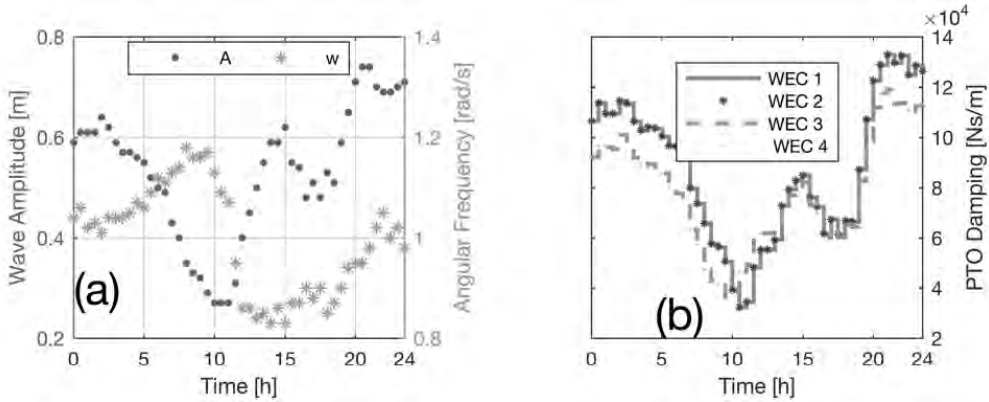 0.8
0.6
0.4
0.2
Wave Amplitude [m]
A w
(a)
1.4
1.2
1
0.8
Angular Frequency [rad/s]
0 5 10 15 20 24
Time [h]
×10⁴
14
12
10
8
6
4
2
PTO Damping [Ns/m]
WEC 1
WEC 2
WEC 3
WEC 4
(b)
0 5 10 15 20 24
Time [h]